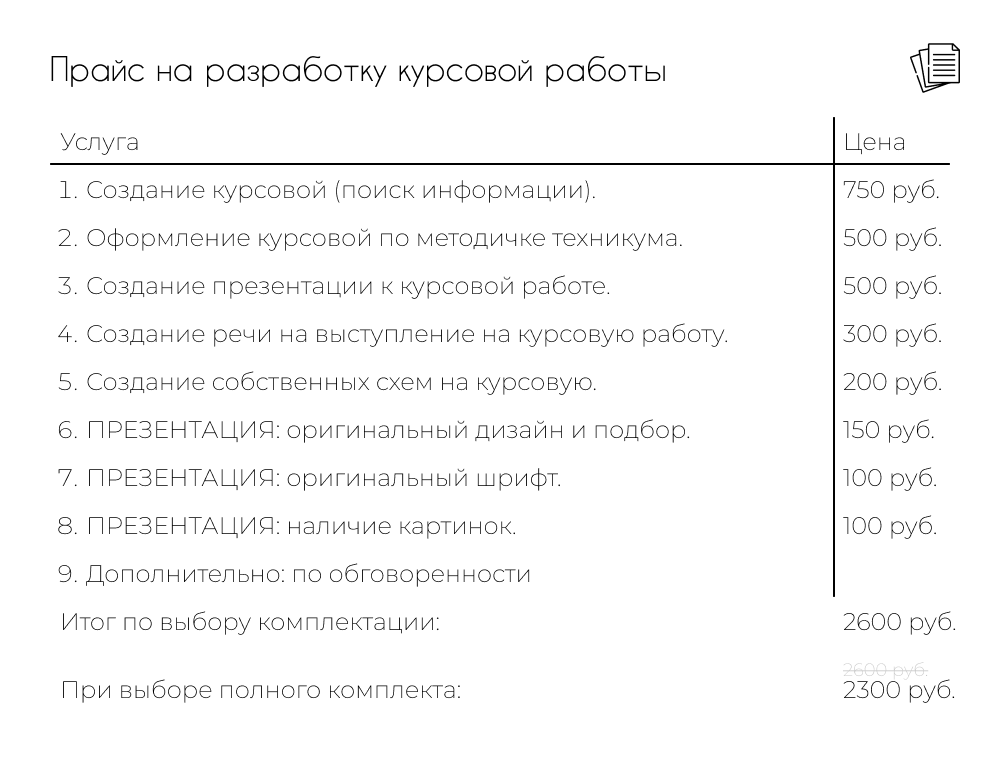 Прайс на разработку курсовой работы
Услуга Цена
1. Создание курсовой (поиск информации). 750 руб.
2. Оформление курсовой по методичке техникума. 500 руб.
3. Создание презентации к курсовой работе. 500 руб.
4. Создание речи на выступление на курсовую работу. 300 руб.
5. Создание собственных схем на курсовую. 200 руб.
6. ПРЕЗЕНТАЦИЯ: оригинальный дизайн и подбор. 150 руб.
7. ПРЕЗЕНТАЦИЯ: оригинальный шрифт. 100 руб.
8. ПРЕЗЕНТАЦИЯ: наличие картинок. 100 руб.
9. Дополнительно: по обговоренности
Итог по выбору комплектации: 2600 руб.
2600 руб.
При выборе полного комплекта: 2300 руб.